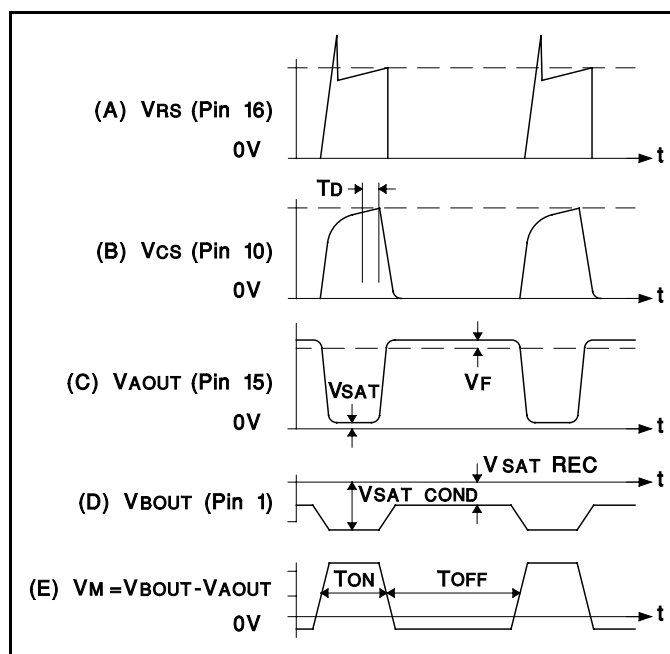 (A) VRS (Pin 16)
0V
t
TD
(B) VCS (Pin 10)
0V
t
(C) VAOUT (Pin 15)
VSAT
VF
0V
t
VSAT REC
t
(D) VBOUT (Pin 1)
VSAT COND
(E) VM=VBOUT-VAOUT
TON
TOFF
0V
t